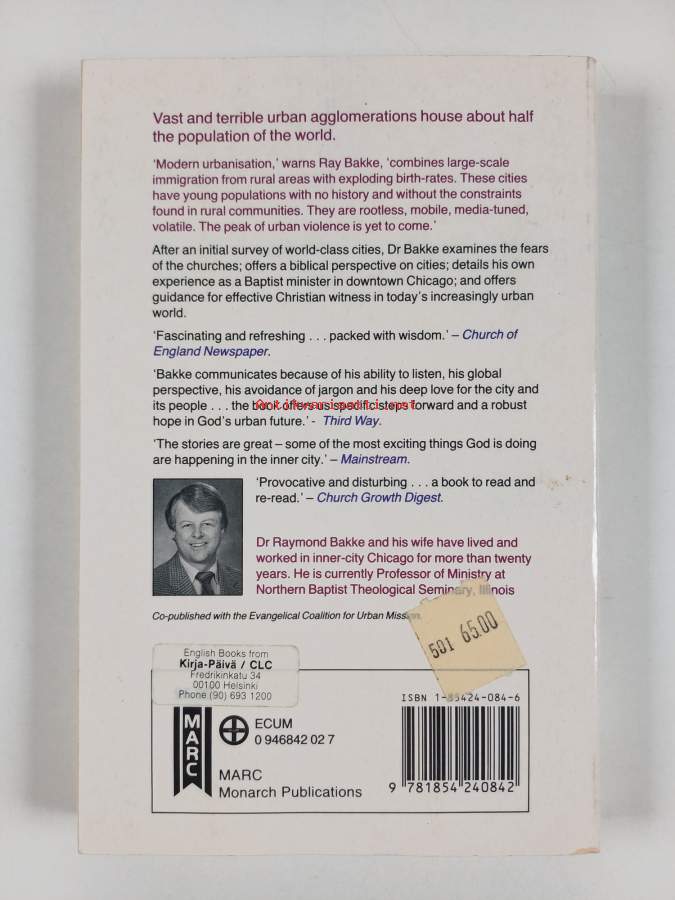 Vast and terrible urban agglomerations house about half
the population of the world.
'Modern urbanisation,' warns Ray Bakke, 'combines large-scale
immigration from rural areas with exploding birth-rates. These cities
have young populations with no history and without the constraints
found in rural communities. They are rootless, mobile, media-tuned,
volatile. The peak of urban violence is yet to come.'
After an initial survey of world-class cities, Dr Bakke examines the fears
of the churches; offers a biblical perspective on cities; details his own
experience as a Baptist minister in downtown Chicago; and offers
guidance for effective Christian witness in today's increasingly urban
world.
'Fascinating and refreshing . . . packed with wisdom.' – Church of
England Newspaper.
'Bakke communicates because of his ability to listen, his global
perspective, his avoidance of jargon and his deep love for the city and
its people . . . the book offers us specific steps forward and a robust
hope in God's urban future.' - Third Way.
'The stories are great – some of the most exciting things God is doing
are happening in the inner city.' – Mainstream.
'Provocative and disturbing . . . a book to read and
re-read.' – Church Growth Digest.
Dr Raymond Bakke and his wife have lived and
worked in inner-city Chicago for more than twenty
years. He is currently Professor of Ministry at
Northern Baptist Theological Seminary, Illinois
Co-published with the Evangelical Coalition for Urban Mission.
501 65.00
English Books from
Kirja-Päivä / CLC
Fredrikinkatu 34
00100 Helsinki
Phone (90) 693 1200
MARC
ECUM
0 946842 02 7
MARC
Monarch Publications
ISBN 1-85424-084-6
9 781854 240842